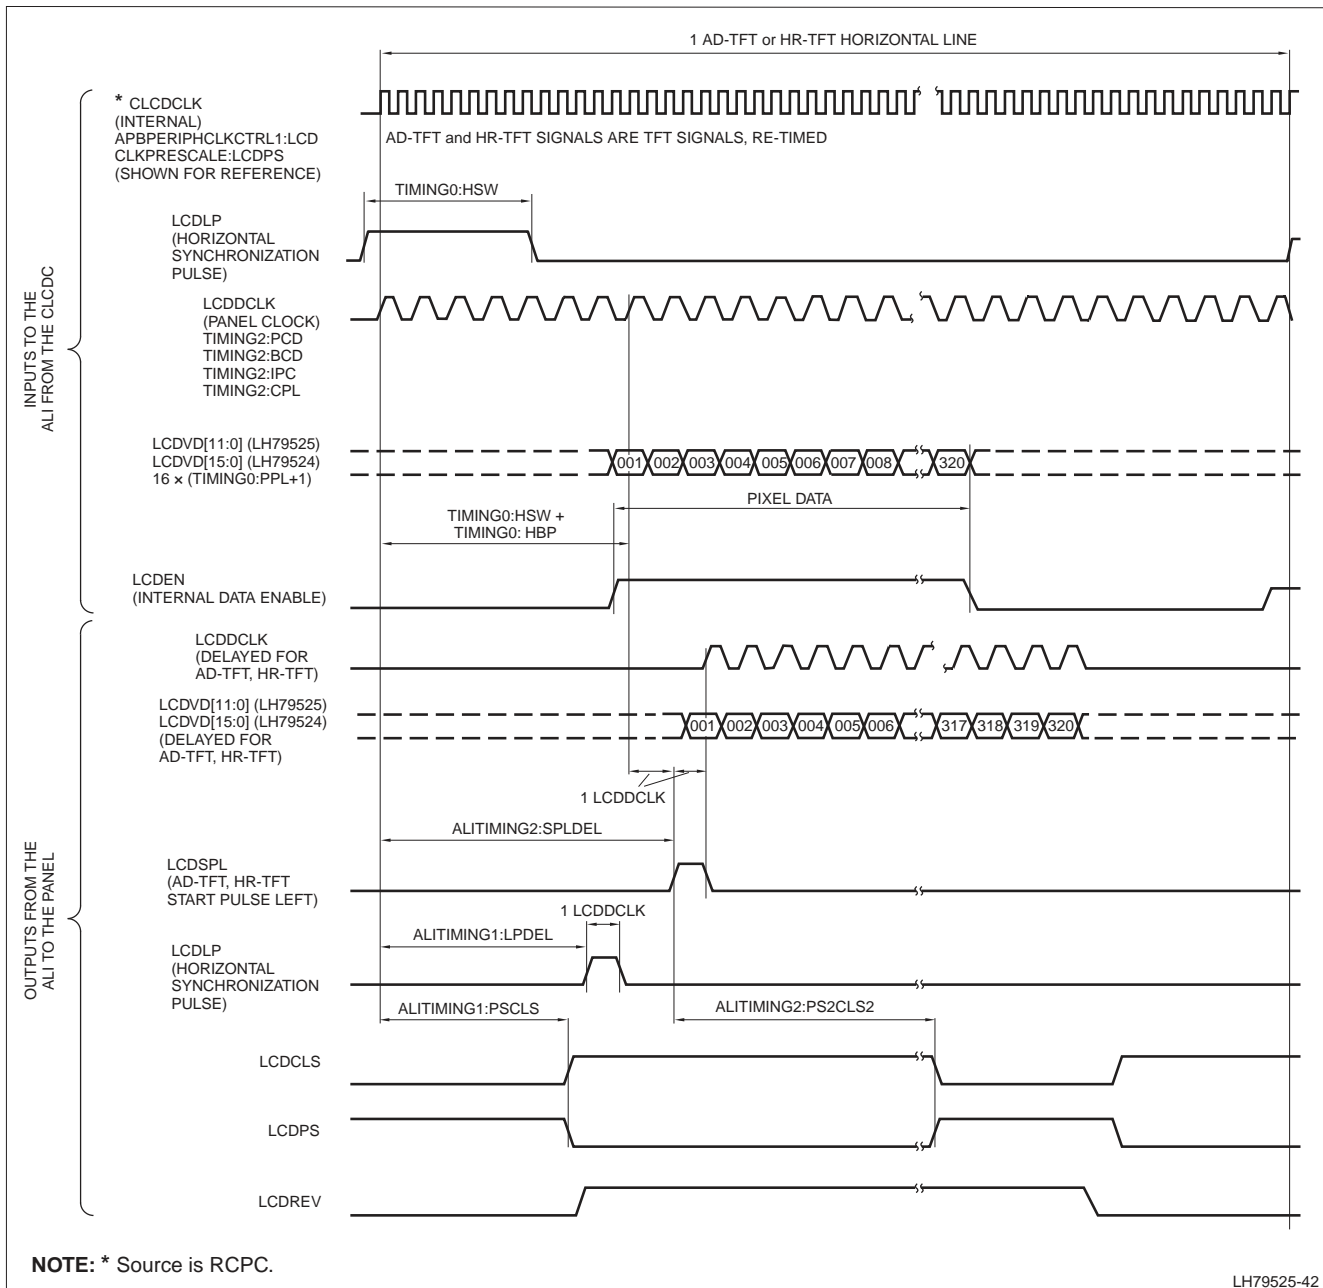 1 AD-TFT or HR-TFT HORIZONTAL LINE
* CLCDCLK
(INTERNAL)
APBPERIPHCLKCTRL1:LCD
CLKPRESCALE:LCDPS
(SHOWN FOR REFERENCE)
AD-TFT and HR-TFT SIGNALS ARE TFT SIGNALS, RE-TIMED
TIMING0:HSW
LCDLP
(HORIZONTAL
SYNCHRONIZATION
PULSE)
INPUTS TO THE
ALI FROM THE CLCDC
LCDDCLK
(PANEL CLOCK)
TIMING2:PCD
TIMING2:BCD
TIMING2:IPC
TIMING2:CPL
LCDVD[11:0] (LH79525)
LCDVD[15:0] (LH79524)
16 × (TIMING0:PPL+1)
001 002 003 004 005 006 007 008 320
PIXEL DATA
TIMING0:HSW +
TIMING0: HBP
LCDEN
(INTERNAL DATA ENABLE)
LCDDCLK
(DELAYED FOR
AD-TFT, HR-TFT)
LCDVD[11:0] (LH79525)
LCDVD[15:0] (LH79524)
(DELAYED FOR
AD-TFT, HR-TFT)
001 002 003 004 005 006 317 318 319 320
1 LCDDCLK
ALITIMING2:SPLDEL
LCDSPL
(AD-TFT, HR-TFT
START PULSE LEFT)
OUTPUTS FROM THE
ALI TO THE PANEL
1 LCDDCLK
ALITIMING1:LPDEL
LCDLP
(HORIZONTAL
SYNCHRONIZATION
PULSE)
ALITIMING1:PSCLS
ALITIMING2:PS2CLS2
LCDCLS
LCDPS
LCDREV
NOTE: * Source is RCPC.
LH79525-42